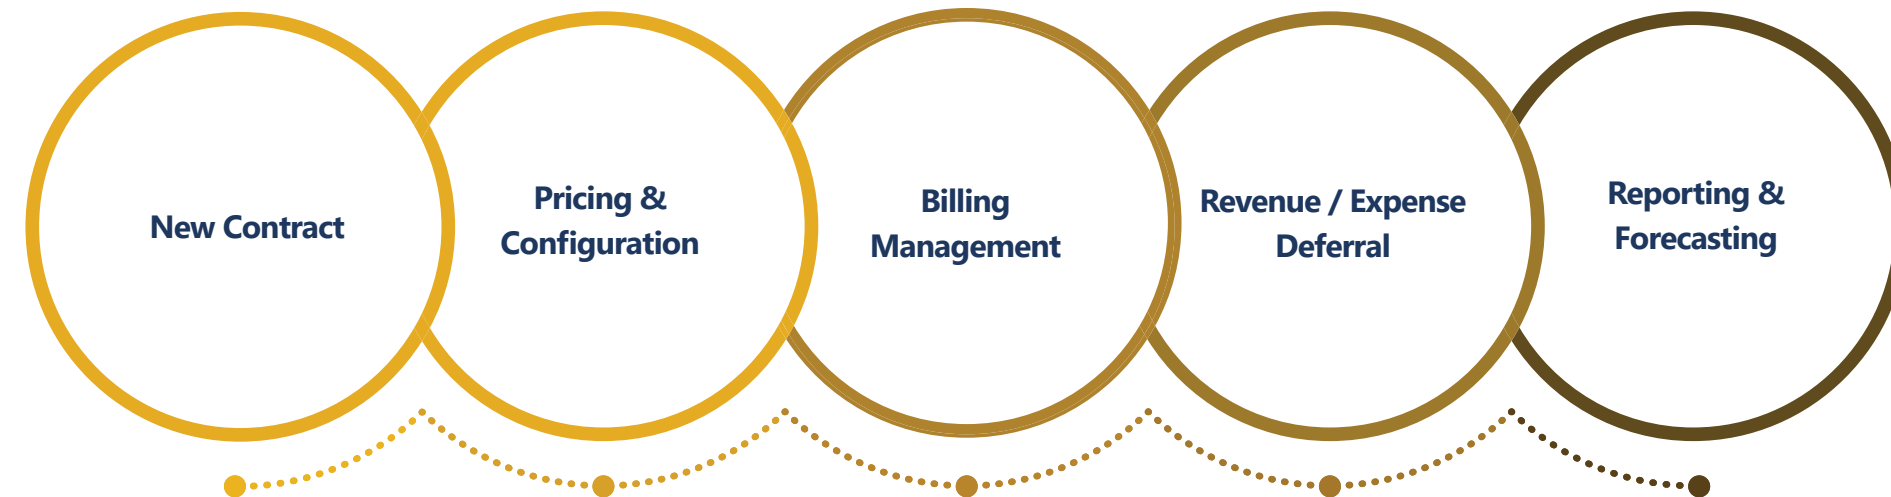 New Contract
Pricing &
Configuration
Billing
Management
Revenue / Expense
Deferral
Reporting &
Forecasting